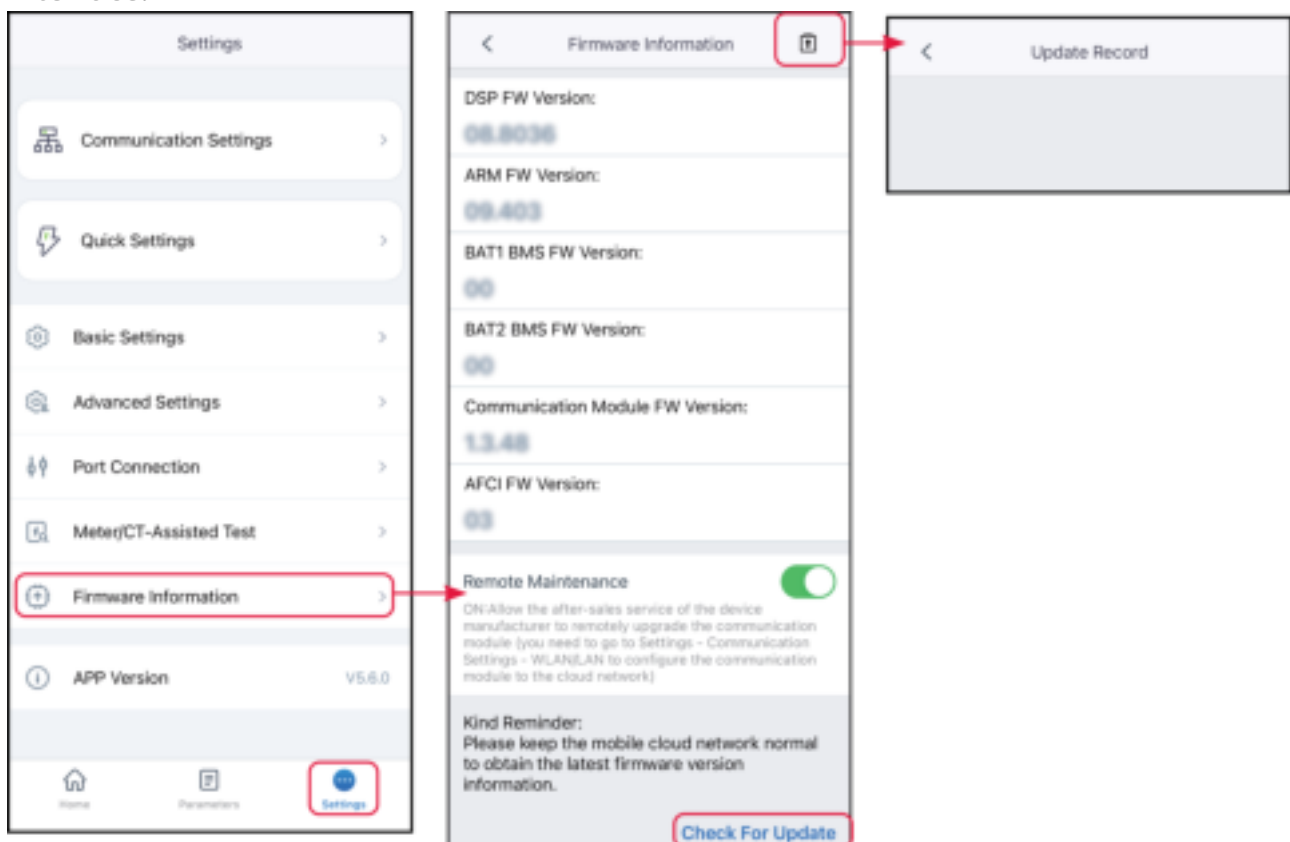 Settings
Communication Settings
Quick Settings
Basic Settings
Advanced Settings
Port Connection
Meter/CT-Assisted Test
Firmware Information
APP Version V5.6.0
Home Parameters Settings
Firmware Information
DSP FW Version:
08.8036
ARM FW Version:
09.403
BAT1 BMS FW Version:
00
BAT2 BMS FW Version:
00
Communication Module FW Version:
1.3.48
AFCI FW Version:
03
Remote Maintenance
ON:Allow the after-sales service of the device
manufacturer to remotely upgrade the communication
module (you need to go to Settings - Communication
Settings - WLAN/LAN to configure the communication
module to the cloud network)
Kind Reminder:
Please keep the mobile cloud network normal
to obtain the latest firmware version
information.
Check For Update
Update Record